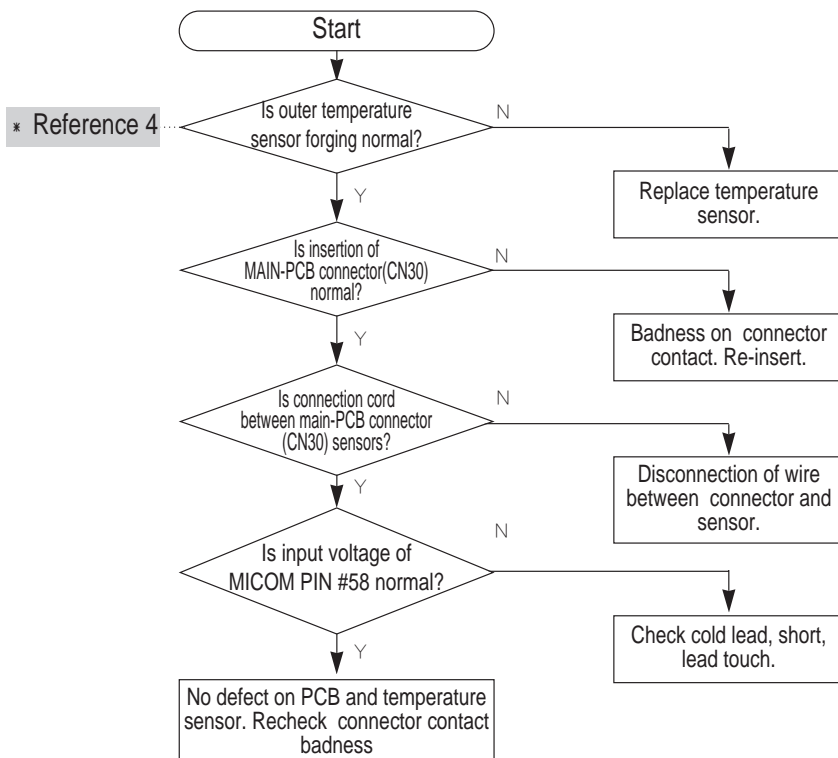 Start
* Reference 4
Is outer temperature
sensor forging normal?
N
Replace temperature
sensor.
Y
Is insertion of
MAIN-PCB connector(CN30)
normal?
N
Badness on connector
contact. Re-insert.
Y
Is connection cord
between main-PCB connector
(CN30) sensors?
N
Disconnection of wire
between connector and
sensor.
Y
Is input voltage of
MICOM PIN #58 normal?
N
Check cold lead, short,
lead touch.
Y
No defect on PCB and temperature
sensor. Recheck connector contact
badness